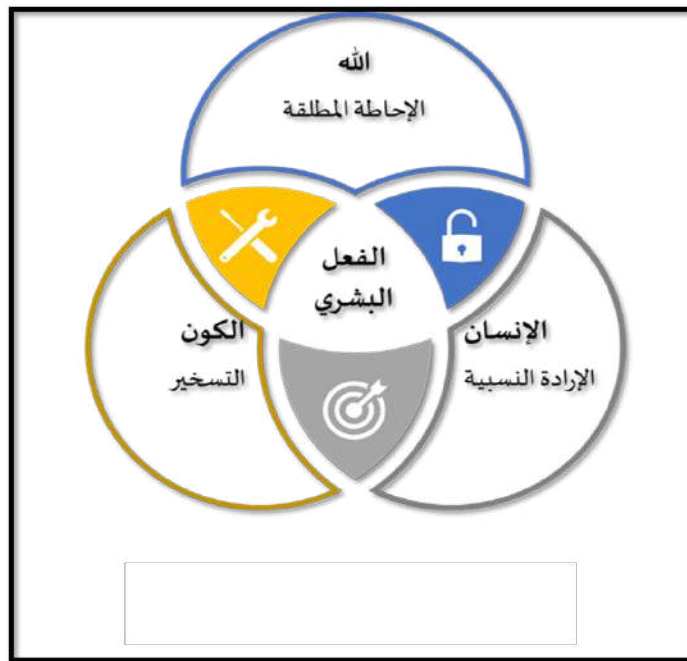 الله
الإحاطة المطلقة
الفعل
البشري
الإنسان
الإرادة النسبية
الكون
التسخير